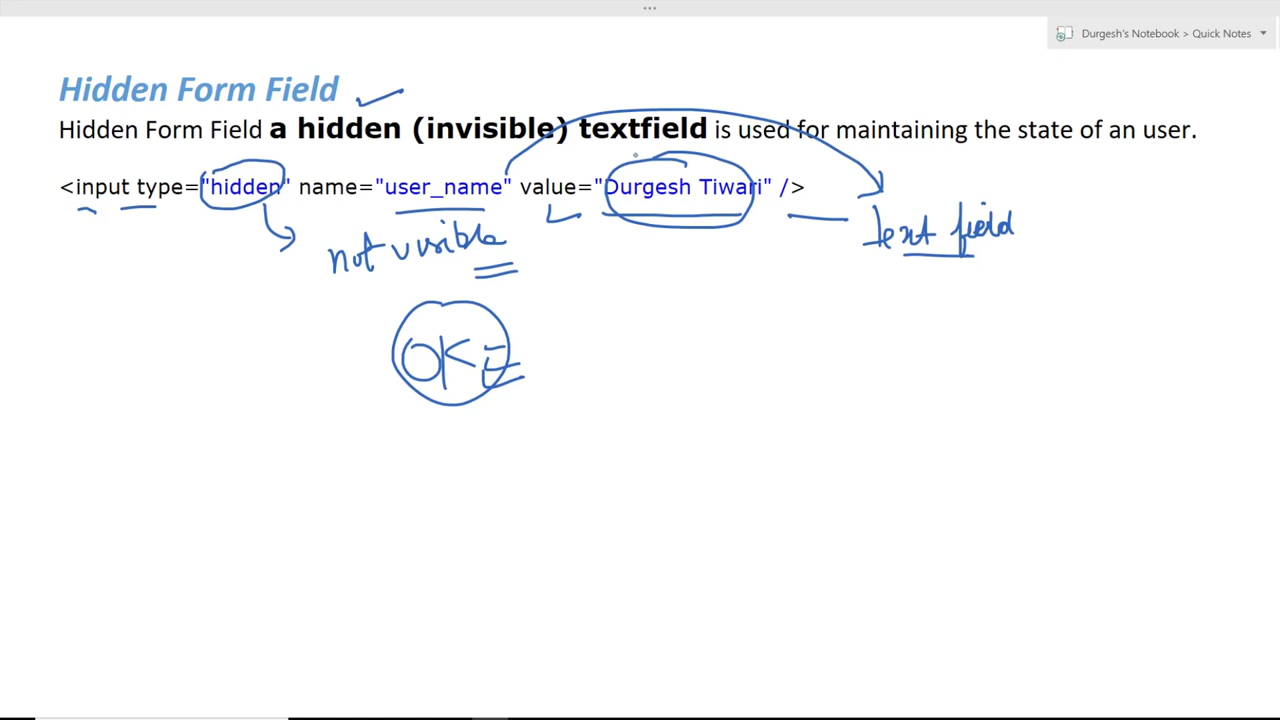 Durgesh's Notebook > Quick Notes
Hidden Form Field
Hidden Form Field a hidden (invisible) textfield is used for maintaining the state of an user.
<input type="hidden" name="user_name" value="Durgesh Tiwari" />
text field
not visible
OKE